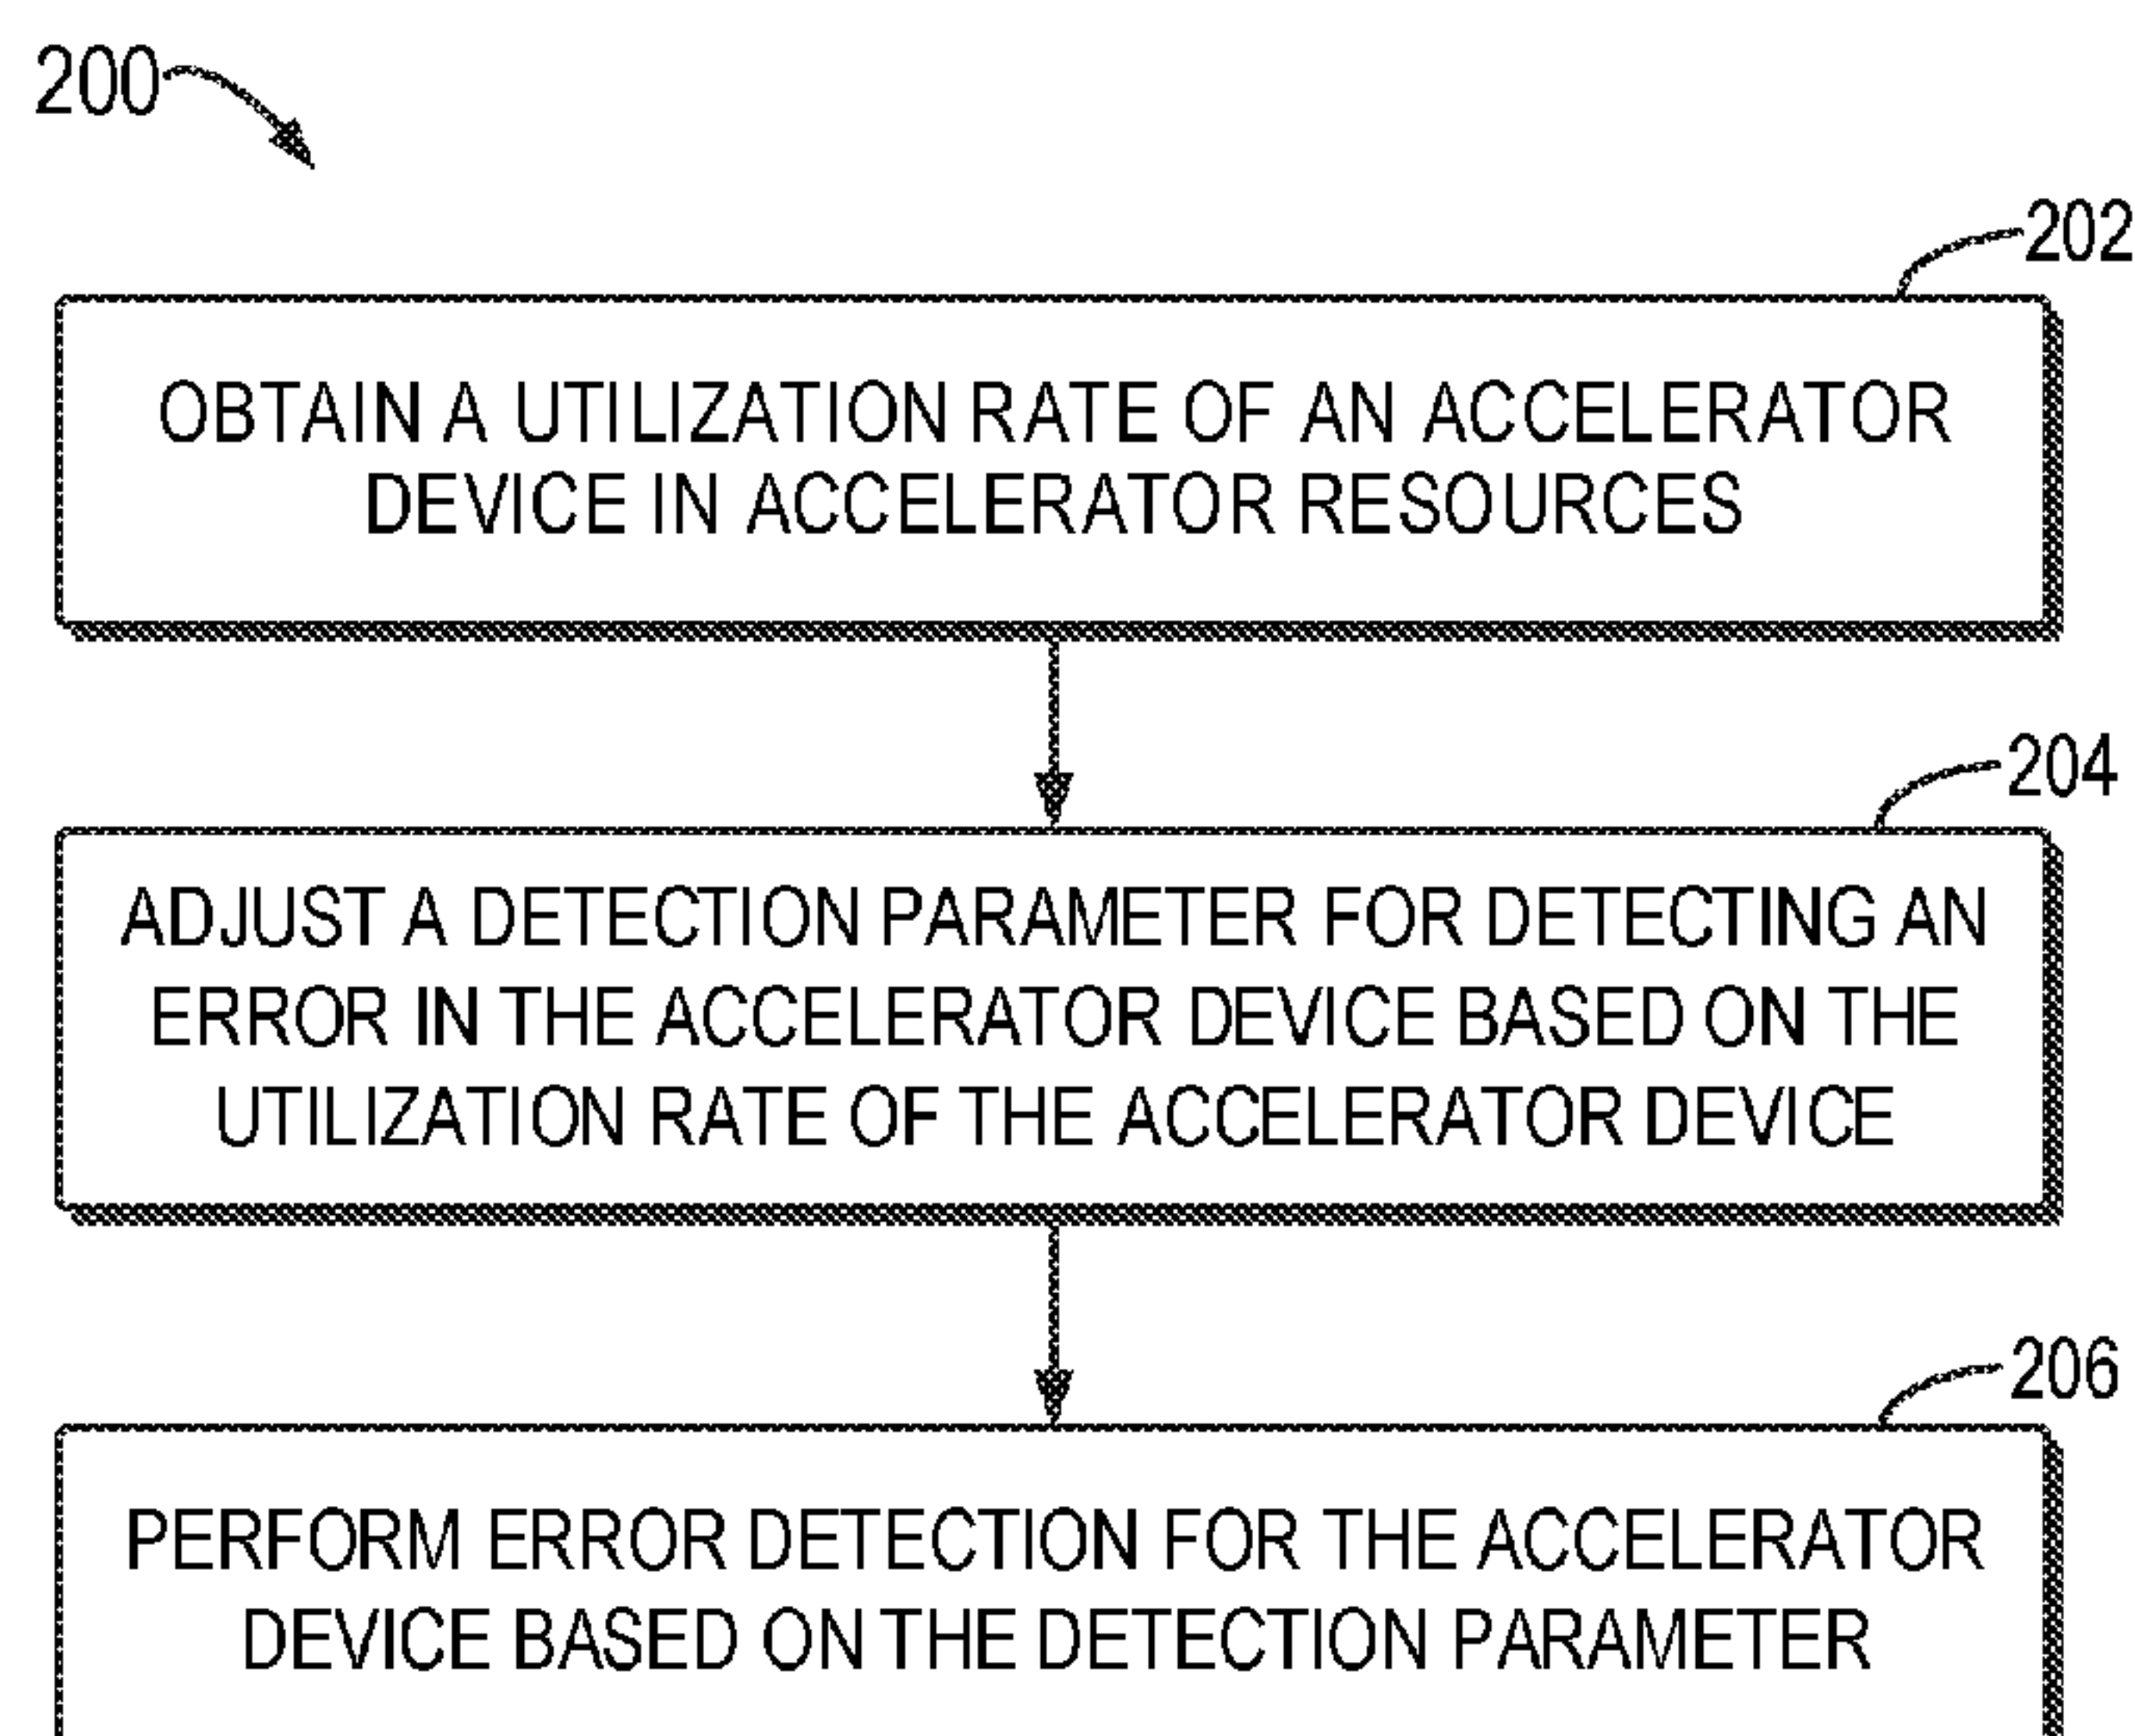 200
202
OBTAIN A UTILIZATION RATE OF AN ACCELERATOR
DEVICE IN ACCELERATOR RESOURCES
204
ADJUST A DETECTION PARAMETER FOR DETECTING AN
ERROR IN THE ACCELERATOR DEVICE BASED ON THE
UTILIZATION RATE OF THE ACCELERATOR DEVICE
206
PERFORM ERROR DETECTION FOR THE ACCELERATOR
DEVICE BASED ON THE DETECTION PARAMETER